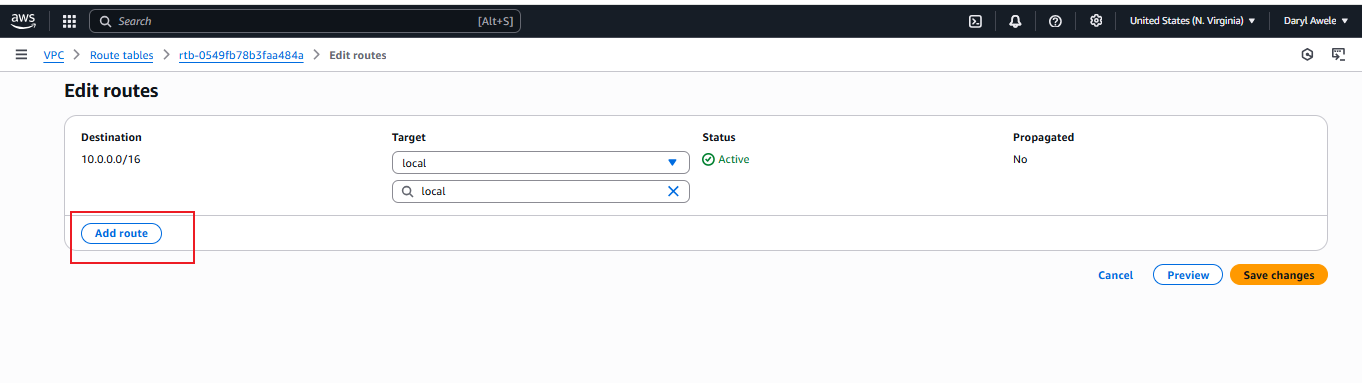 aws Search [Alt+S] United States (N. Virginia) Daryl Awele
VPC Route tables rtb-0549fb78b3faa484a Edit routes
Edit routes
Destination Target Status Propagated
10.0.0.0/16 local Active No
local
Add route
Cancel Preview Save changes